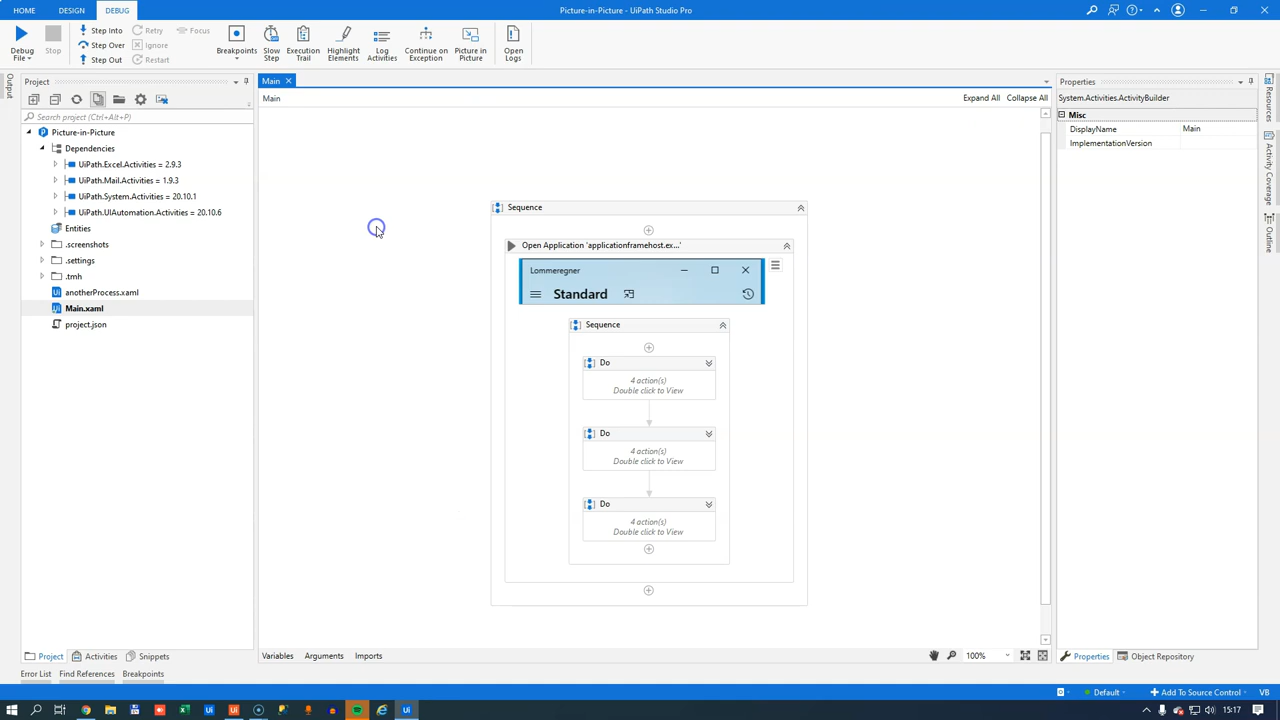 Picture-in-Picture - UiPath Studio Pro
HOME
DESIGN
DEBUG
Debug File
Stop
Step Into
Step Over
Step Out
Retry
Ignore
Restart
Focus
Breakpoints
Slow Step
Execution Trail
Highlight Elements
Log Activities
Continue on Exception
Picture in Picture
Open Logs
Output
Project
Search project (Ctrl+Alt+P)
Picture-in-Picture
Dependencies
UiPath.Excel.Activities = 2.9.3
UiPath.Mail.Activities = 1.9.3
UiPath.System.Activities = 20.10.1
UiPath.UIAutomation.Activities = 20.10.6
Entities
.screenshots
.settings
.tmh
anotherProcess.xaml
Main.xaml
project.json
Main
Main
Expand All
Collapse All
Sequence
Open Application 'applicationframehost.ex...'
Lommeregner
Standard
Sequence
Do
4 action(s)
Double click to View
Do
4 action(s)
Double click to View
Do
4 action(s)
Double click to View
Properties
System.Activities.ActivityBuilder
Misc
DisplayName Main
ImplementationVersion
Resources
Activity Coverage
Outline
Variables
Arguments
Imports
100%
Project
Activities
Snippets
Properties
Object Repository
Error List
Find References
Breakpoints
Default
Add To Source Control
VB
15:17